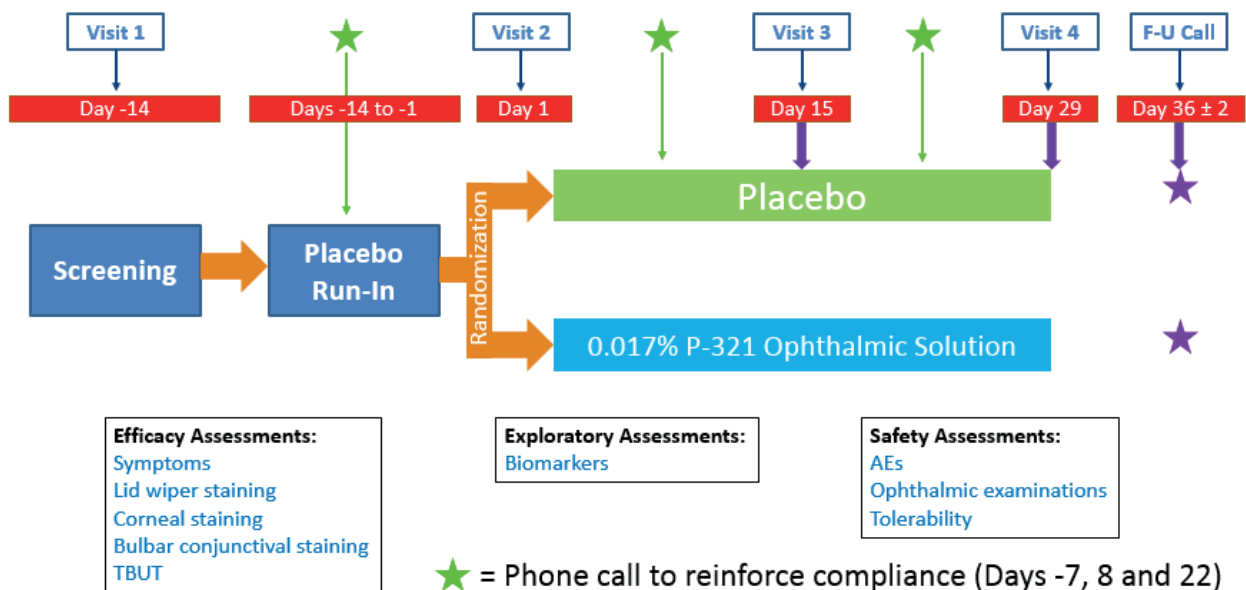 Visit 1
Visit 2
Visit 3
Visit 4
F-U Call
Day -14
Days -14 to -1
Day 1
Day 15
Day 29
Day 36 ± 2
Screening
Placebo
Run-In
Randomization
Placebo
0.017% P-321 Ophthalmic Solution
Efficacy Assessments:
Symptoms
Lid wiper staining
Corneal staining
Bulbar conjunctival staining
TBUT
Exploratory Assessments:
Biomarkers
Safety Assessments:
AEs
Ophthalmic examinations
Tolerability
= Phone call to reinforce compliance (Days -7, 8 and 22)